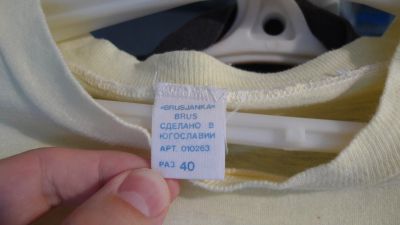 «BRUSJANKA»
BRUS
СДЕЛАНО В
ЮГОСЛАВИИ
АРТ. 010263
РАЗ 40